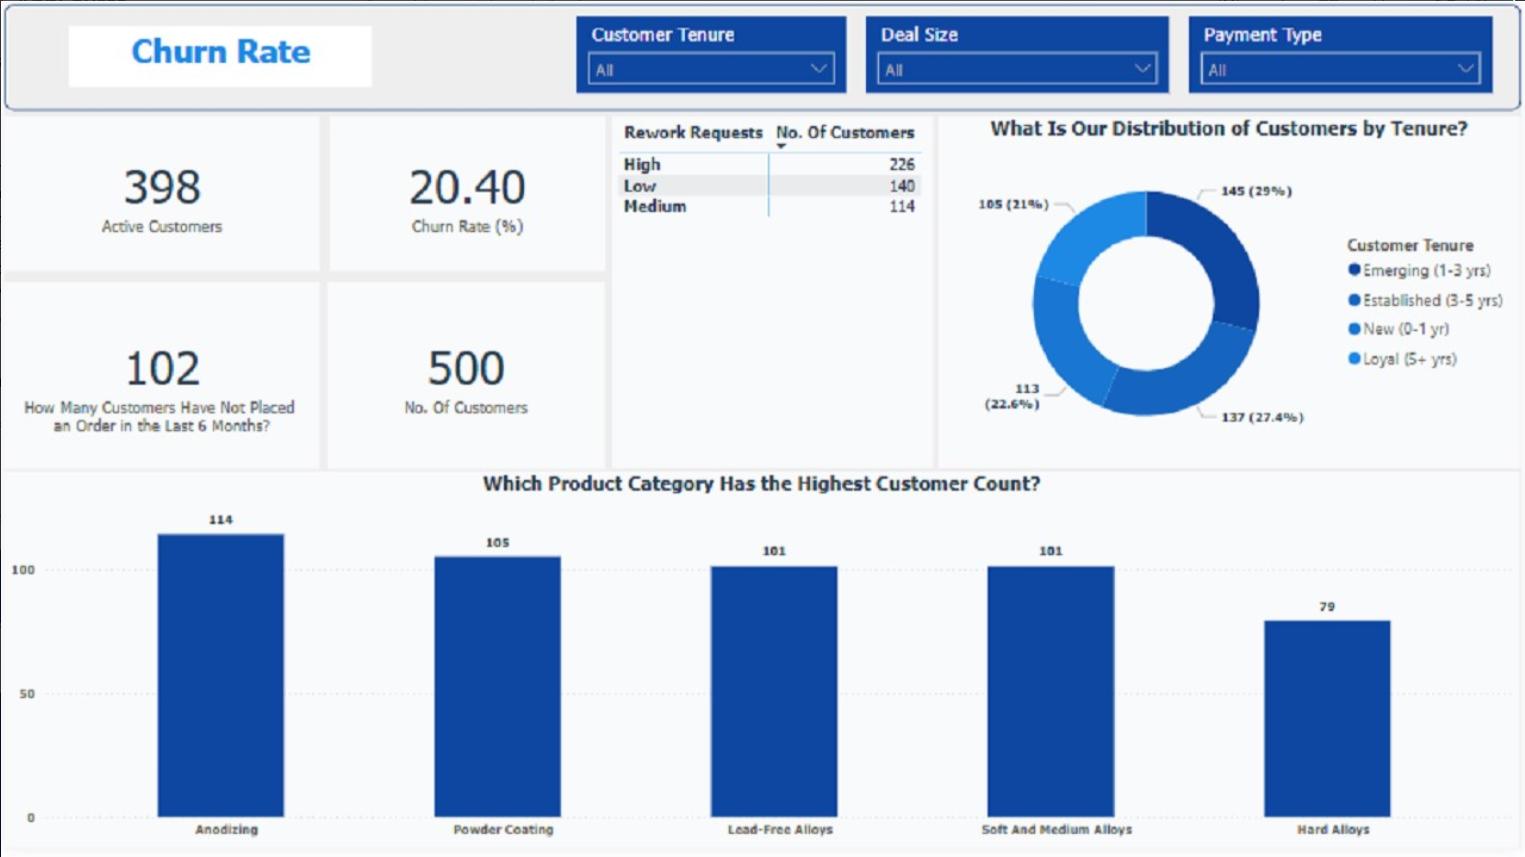 Churn Rate
Customer Tenure
All
Deal Size
All
Payment Type
All
398
Active Customers
20.40
Churn Rate (%)
102
How Many Customers Have Not Placed
an Order in the Last 6 Months?
500
No. Of Customers
Rework Requests No. Of Customers
High 226
Low 140
Medium 114
What Is Our Distribution of Customers by Tenure?
105 (21%)
145 (29%)
113
(22.6%)
137 (27.4%)
Customer Tenure
Emerging (1-3 yrs)
Established (3-5 yrs)
New (0-1 yr)
Loyal (5+ yrs)
Which Product Category Has the Highest Customer Count?
114
105
101
101
79
100
50
0
Anodizing
Powder Coating
Lead-Free Alloys
Soft And Medium Alloys
Hard Alloys